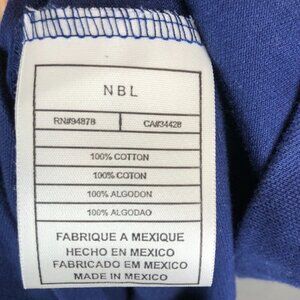 NBL
RN#94878 CA#34428
100% COTTON
100% COTON
100% ALGODON
100% ALGODAO
FABRIQUE A MEXIQUE
HECHO EN MEXICO
FABRICADO EM MEXICO
MADE IN MEXICO